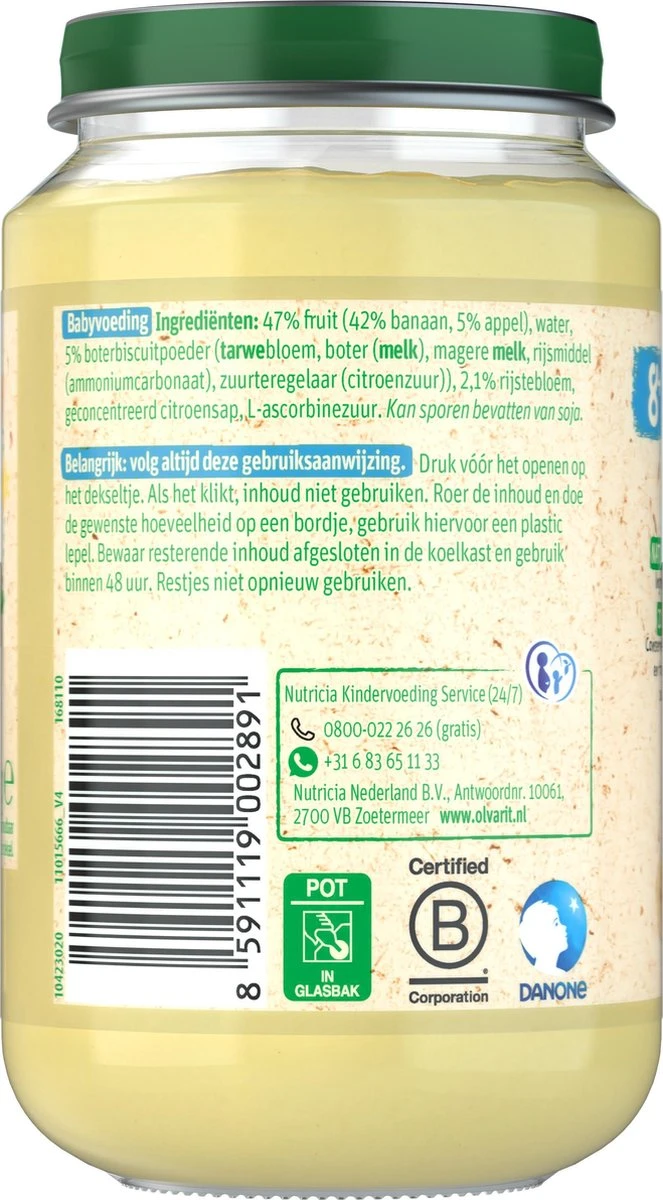 Babyvoeding Ingrediënten: 47% fruit (42% banaan, 5% appel), water,
5% boterbiscuitpoeder (tarwebloem, boter (melk), magere melk, rijsmiddel
(ammoniumcarbonaat), zuurteregelaar (citroenzuur)), 2,1% rijstebloem,
geconcentreerd citroensap, L-ascorbinezuur. Kan sporen bevatten van soja.
Belangrijk: volg altijd deze gebruiksaanwijzing. Druk vóór het openen op
het dekseltje. Als het klikt, inhoud niet gebruiken. Roer de inhoud en doe
de gewenste hoeveelheid op een bordje, gebruik hiervoor een plastic
lepel. Bewaar resterende inhoud afgesloten in de koelkast en gebruik
binnen 48 uur. Restjes niet opnieuw gebruiken.
10423020 11015666_V4 168110
8 591119 002891
Nutricia Kindervoeding Service (24/7)
0800-022 26 26 (gratis)
+31 6 83 65 11 33
Nutricia Nederland B.V., Antwoordnr. 10061,
2700 VB Zoetermeer www.olvarit.nl
POT
IN
GLASBAK
Certified
B
Corporation
DANONE
8
e